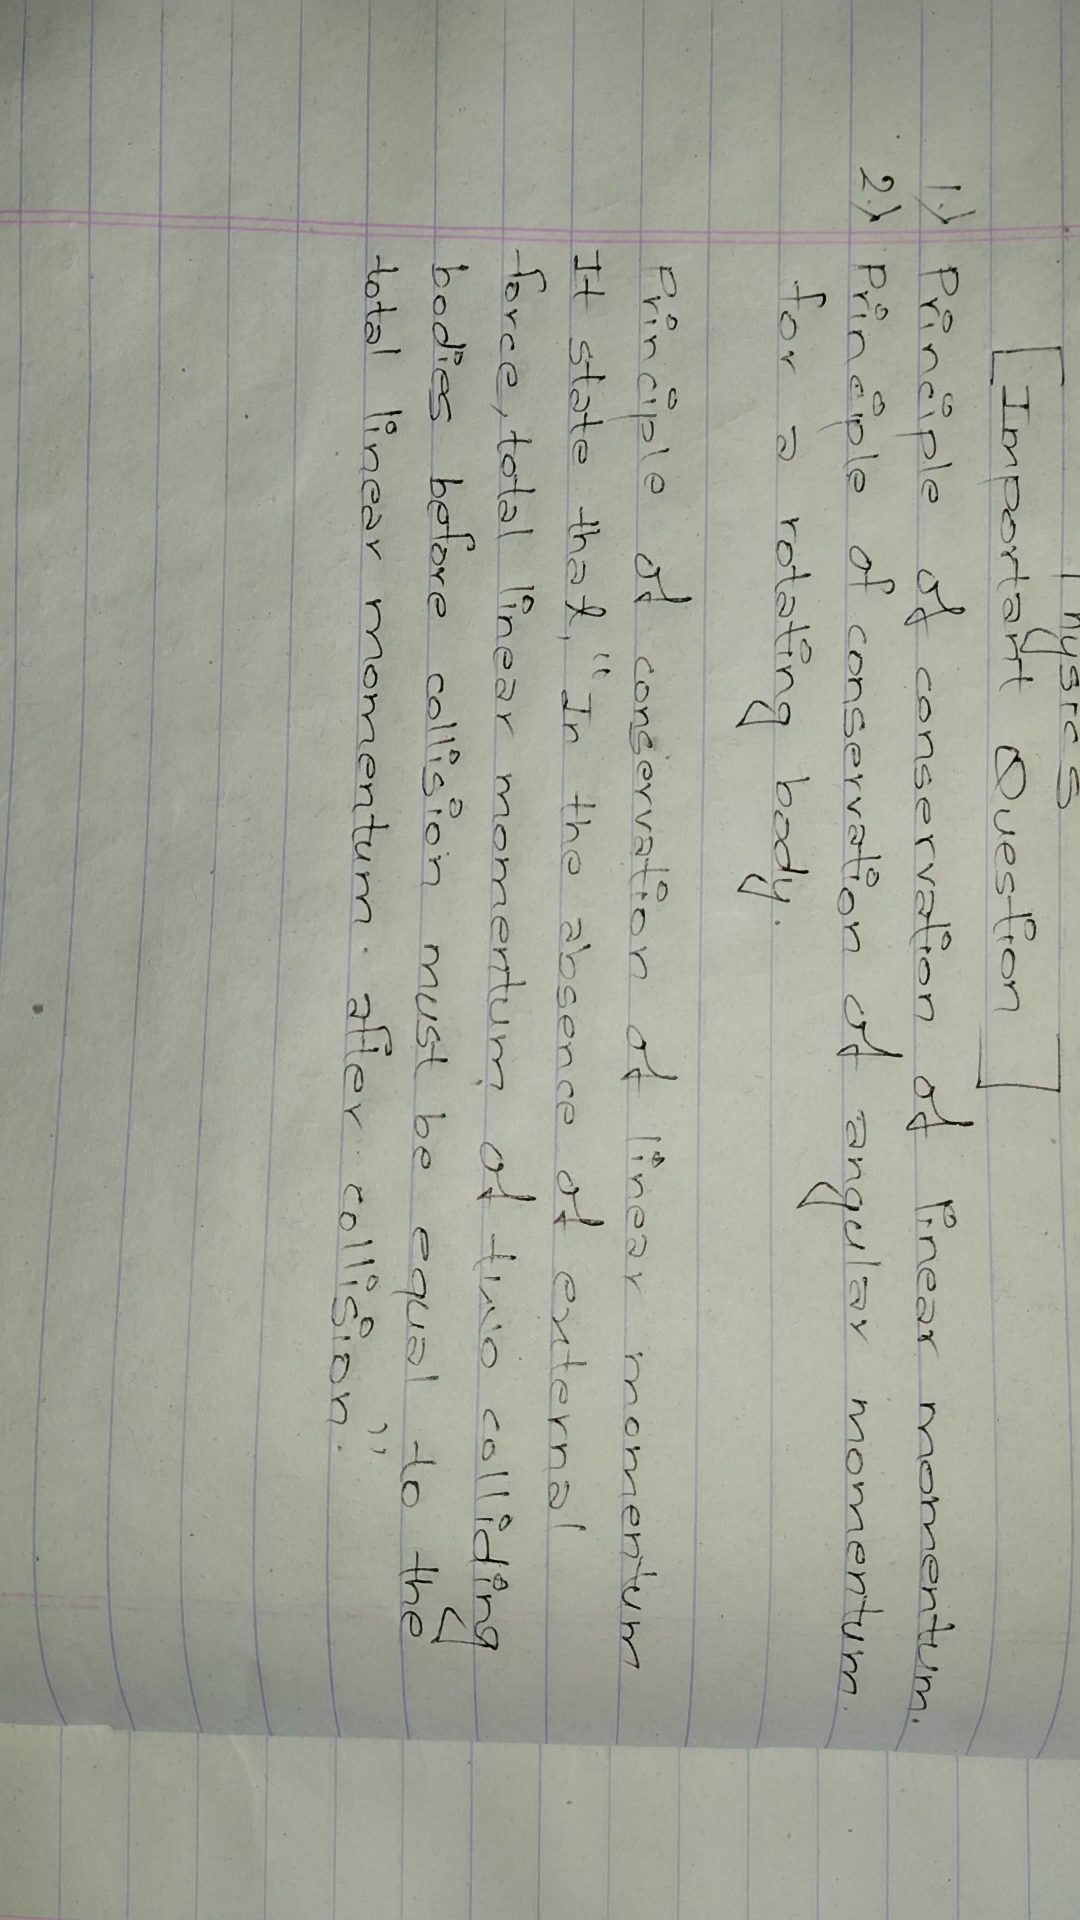 Physics
[Important Question]
1.) Principle of conservation of linear momentum.
2.) Principle of conservation of angular momentum
for a rotating body.
Principle of conservation of linear momentum
It state that, "In the absence of external
force, total linear momentum of two colliding
bodies before collision must be equal to the
total linear momentum. after collision".